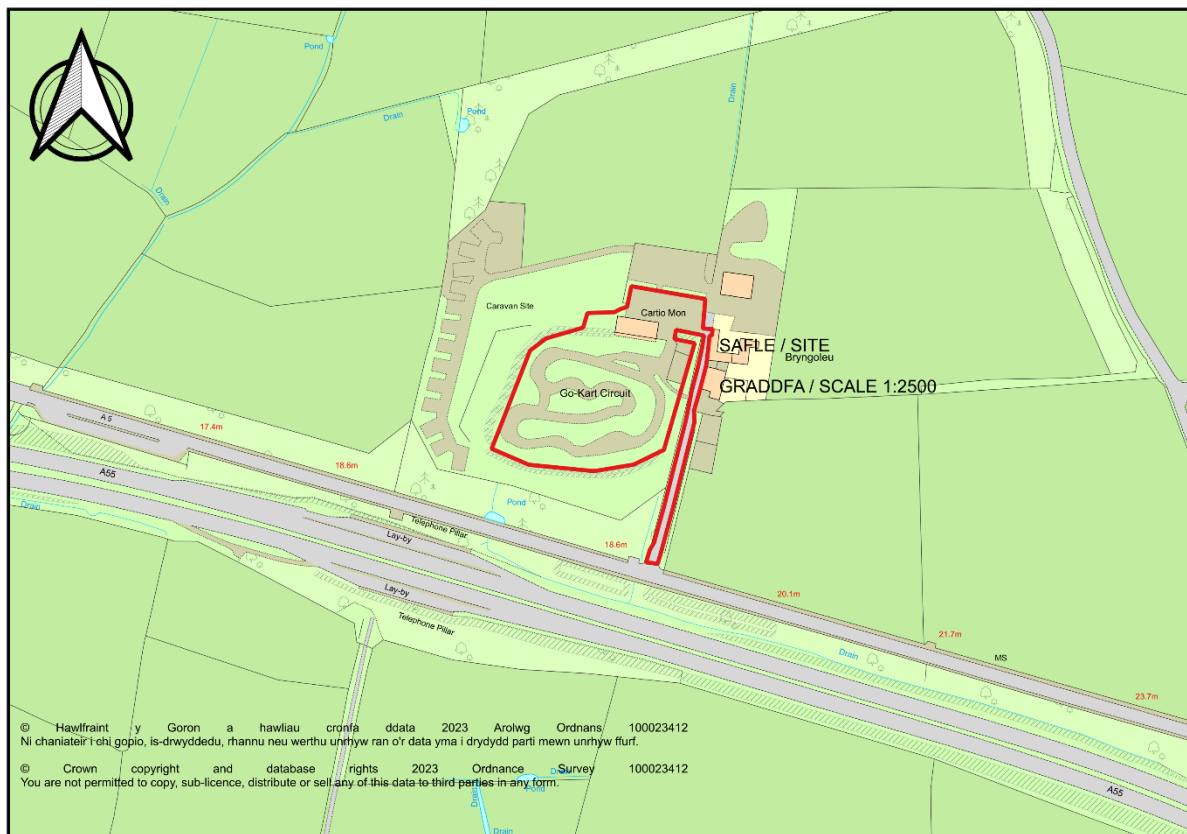 Pond
Drain
Pond
Drain
Drain
Caravan Site
Cartio Mon
SAFLE / SITE
Bryngoleu
GRADDFA / SCALE 1:2500
Go-Kart Circuit
A 5
17.4m
18.6m
A55
Drain
Pond
Telephone Pillar
Lay-by
18.6m
Lay-by
20.1m
Telephone Pillar
21.7m
Drain
MS
23.7m
© Hawlfraint y Goron a hawliau cronfa ddata 2023 Arolwg Ordnans 100023412
Ni chaniateir i chi gopio, is-drwyddedu, rhannu neu werthu unrhyw ran o'r data yma i drydydd parti mewn unrhyw ffurf.
© Crown copyright and database rights 2023 Ordnance Survey 100023412
You are not permitted to copy, sub-licence, distribute or sell any of this data to third parties in any form.
Drain
Pond
A55
Drain